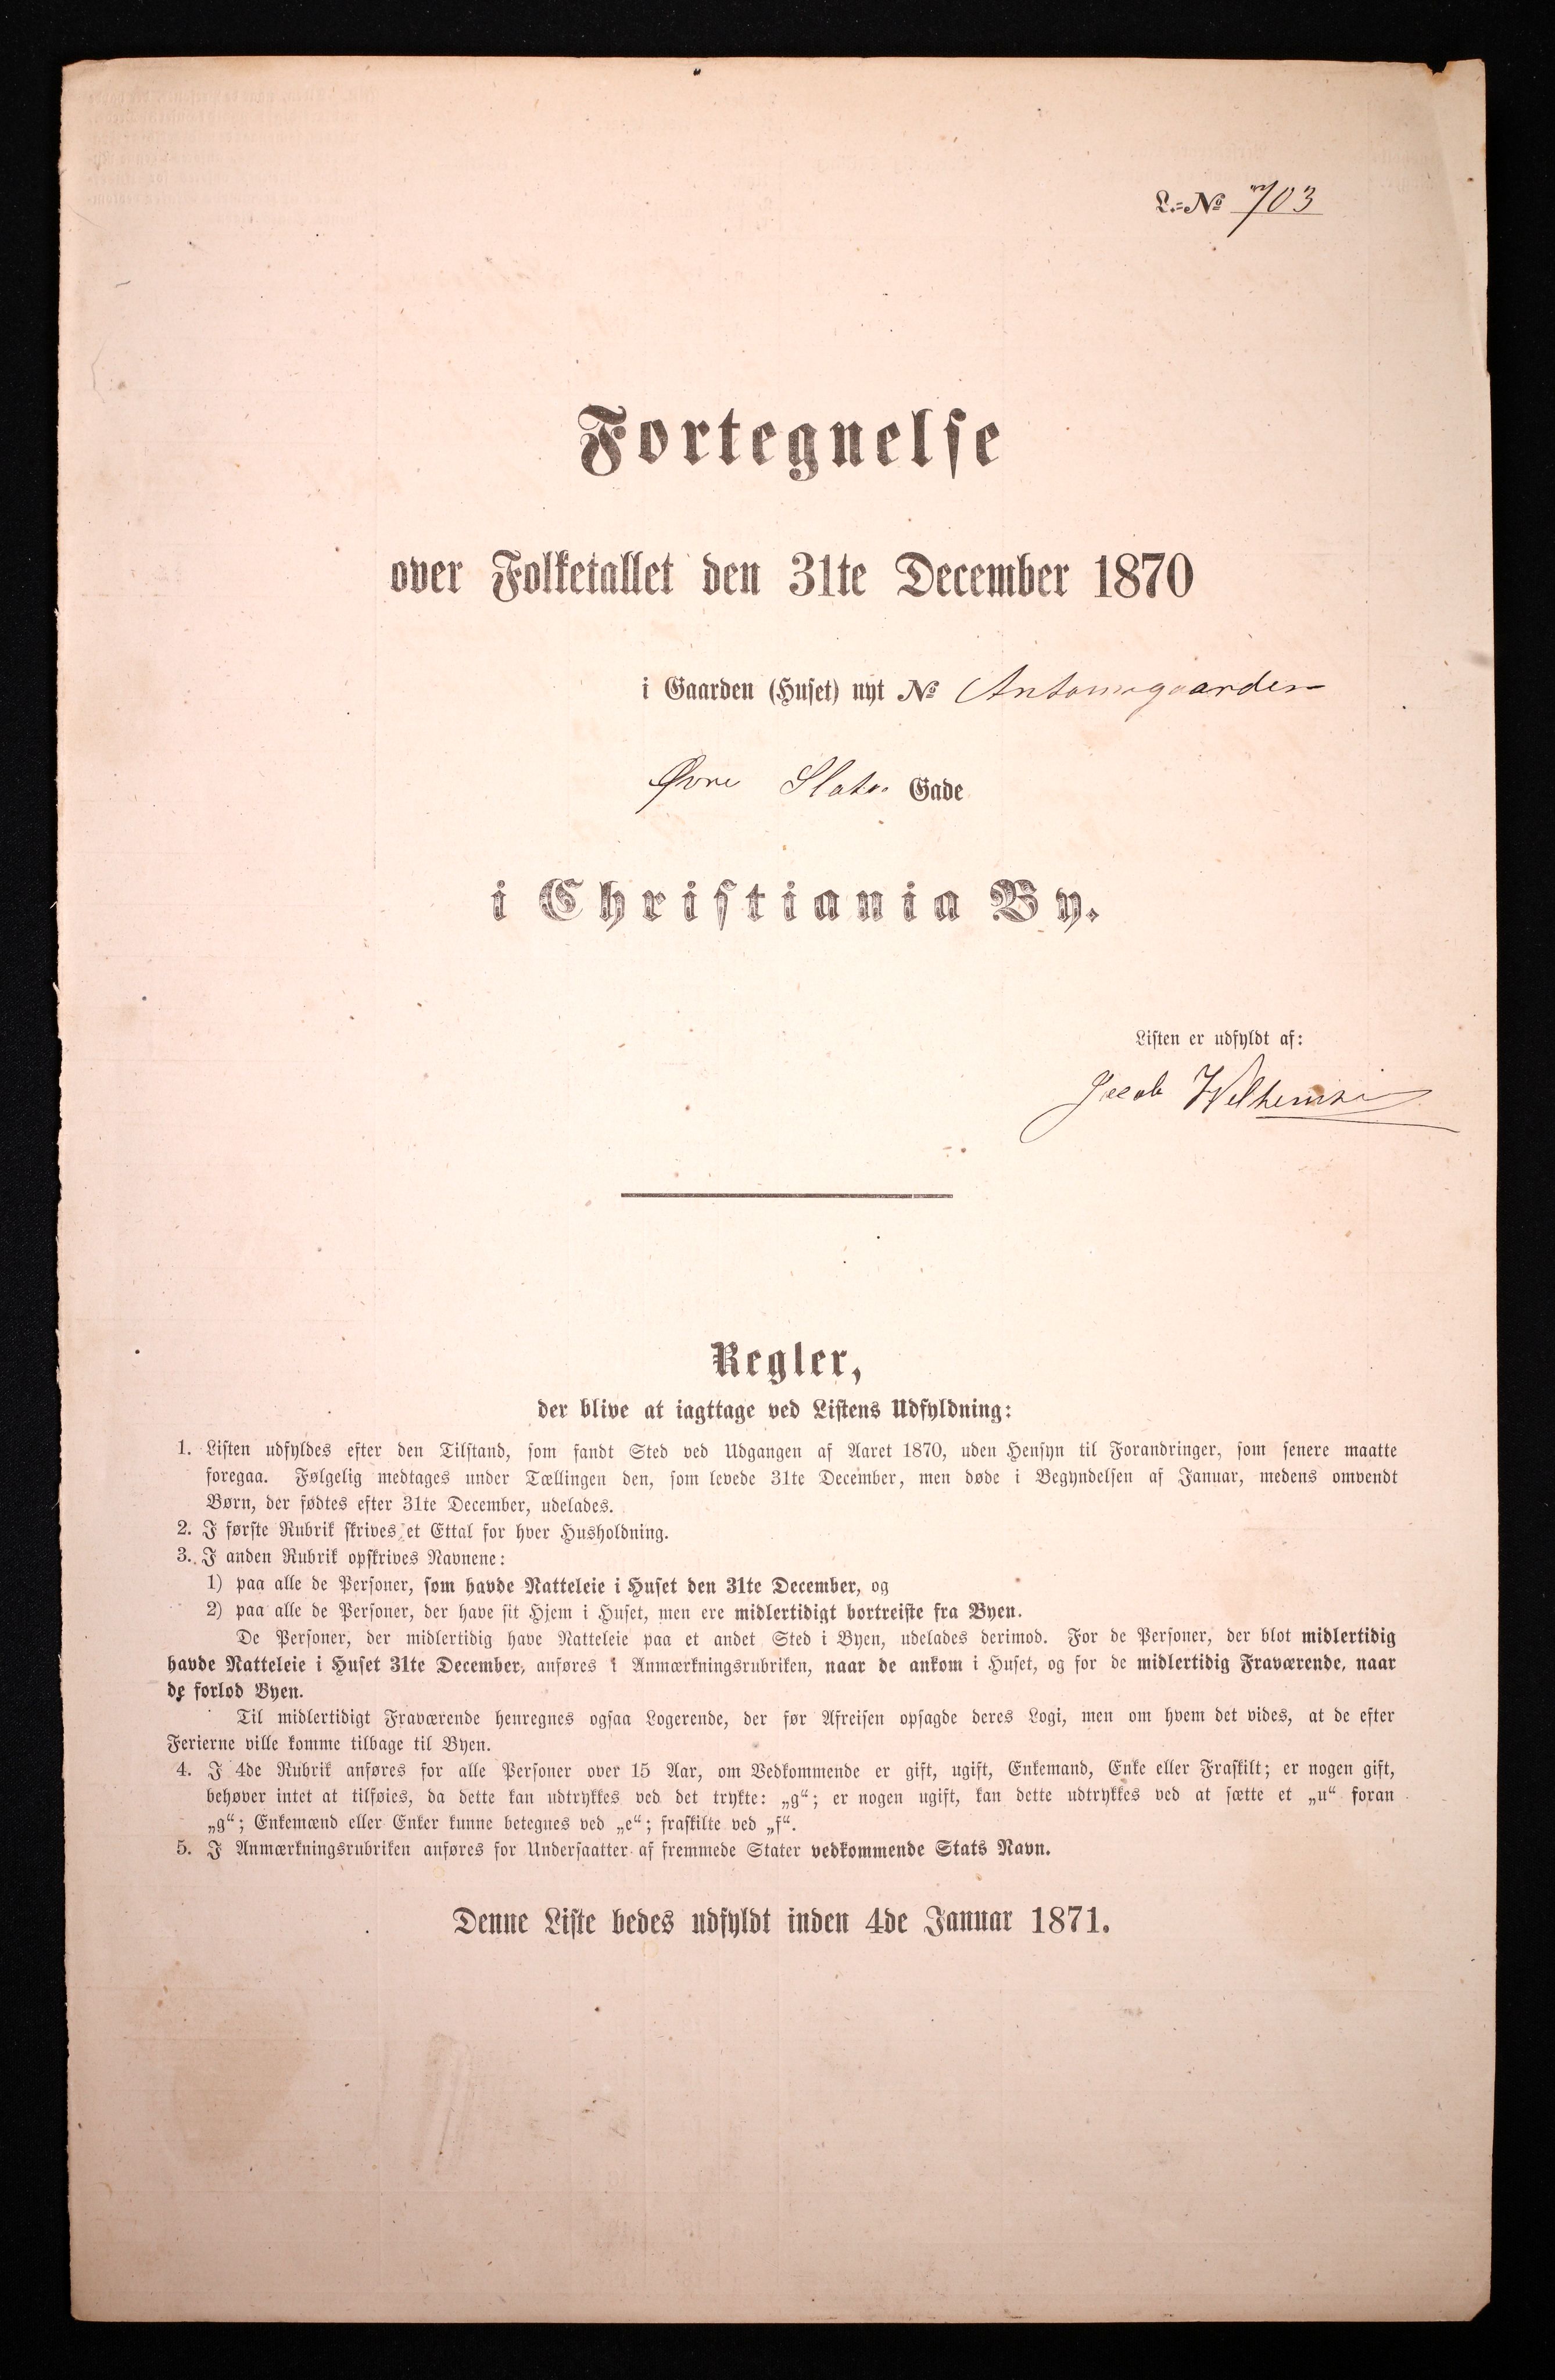 L.=№ 703
Fortegnelse
over Folketallet den 31te December 1870
i Gaarden (Huset) nyt №
Øvre Slots Gade
i Christiania By.
Listen er udfyldt af:
Jacob
Regler,
der blive at iagttage ved Listens Udfyldning:
1. Listen udfyldes efter den Tilstand, som fandt Sted ved Udgangen af Aaret 1870, uden Hensyn til Forandringer, som senere maatte
foregaa. Følgelig medtages under Tællingen den, som levede 31te December, men døde i Begyndelsen af Januar, medens omvendt
Børn, der fødtes efter 31te December, udelades.
2. I første Rubrik skrives et Ettal for hver Husholdning.
3. I anden Rubrik opskrives Navnene:
1) paa alle de Personer, som havde Natteleie i Huset den 31te December, og
2) paa alle de Personer, der have sit Hjem i Huset, men ere midlertidigt bortreiste fra Byen.
De Personer, der midlertidig have Natteleie paa et andet Sted i Byen, udelades derimod. For de Personer, der blot midlertidig
havde Natteleie i Huset 31te December, anføres i Anmærkningsrubriken, naar de ankom i Huset, og for de midlertidig Fraværende, naar
de forlod Byen.
Til midlertidigt Fraværende henregnes ogsaa Logerende, der før Afreisen opsagde deres Logi, men om hvem det vides, at de efter
Ferierne ville komme tilbage til Byen.
4. I 4de Rubrik anføres for alle Personer over 15 Aar, om Vedkommende er gift, ugift, Enkemand, Enke eller Fraskilt; er nogen gift,
behøver intet at tilføies, da dette kan udtrykkes ved det trykte: „g“; er nogen ugift, kan dette udtrykkes ved at sætte et „u“ foran
„g“; Enkemænd eller Enker kunne betegnes ved „e“; fraskilte ved „f“.
5. I Anmærkningsrubriken anføres for Undersaatter af fremmede Stater vedkommende Stats Navn.
Denne Liste bedes udfyldt inden 4de Januar 1871.